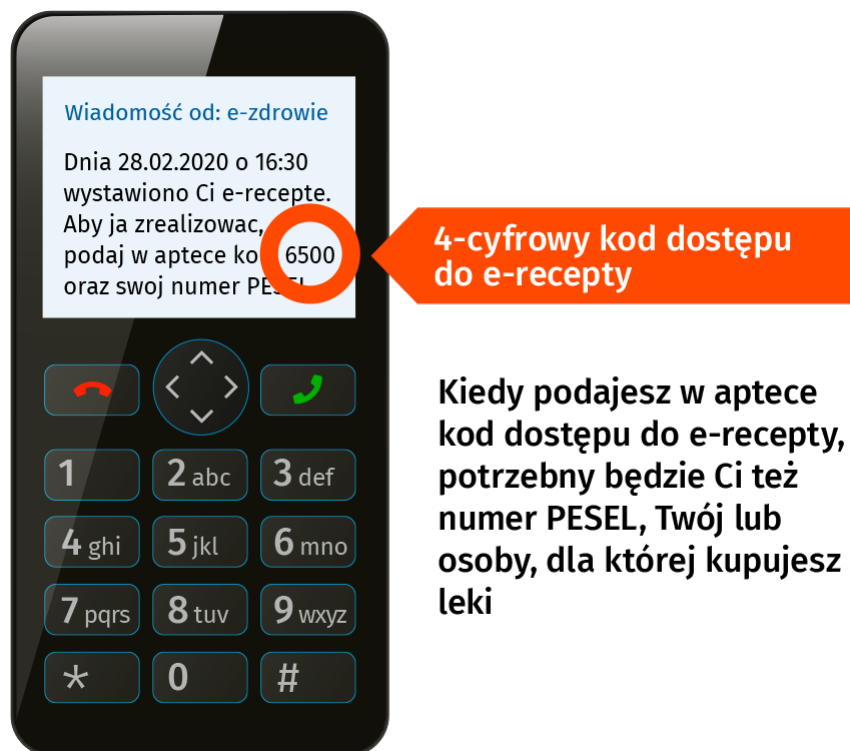 Wiadomość od: e-zdrowie
Dnia 28.02.2020 o 16:30
wystawiono Ci e-recepte.
Aby ja zrealizowac,
podaj w aptece ko 6500
oraz swoj numer PESEL
4-cyfrowy kod dostępu
do e-recepty
Kiedy podajesz w aptece
kod dostępu do e-recepty,
potrzebny będzie Ci też
numer PESEL, Twój lub
osoby, dla której kupujesz
leki
1 2 abc 3 def
4 ghi 5 jkl 6 mno
7 pqrs 8 tuv 9 wxyz
* 0 #